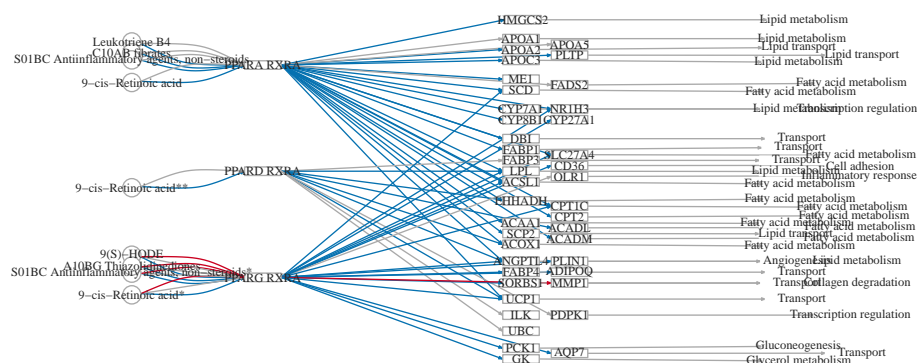 HMGCS2 Lipid metabolism
Leukotriene B4
C10AB fibrates
S01BC Antiinflammatory agents, non−steroids
PPARA RXRA
9−cis−Retinoic acid
APOA1 Lipid metabolism
APOA2 APOA5 Lipid transport
PLTP Lipid transport
APOC3 Lipid metabolism
ME1 FADS2 Fatty acid metabolism
SCD Fatty acid metabolism
CYP7A1 NR1H3 Lipid metabolism Transcription regulation
CYP8B1 CYP27A1
DBI Transport
FABP1 SLC27A4 Transport
Fatty acid metabolism
FABP3 Transport
CD36 Cell adhesion
LPL Lipid metabolism
OLR1 Inflammatory response
ACSL1 Fatty acid metabolism
PPARD RXRA
9−cis−Retinoic acid**
EHHADH Fatty acid metabolism
CPT1C Fatty acid metabolism
CPT2 Fatty acid metabolism
ACAA1 Fatty acid metabolism
ACADL Fatty acid metabolism
SCP2 Lipid transport
ACADM Fatty acid metabolism
ACOX1 Fatty acid metabolism
9(S)−HODE
A10BG Thiazolidinediones
S01BC Antiinflammatory agents, non−steroids*
PPARG RXRA
9−cis−Retinoic acid*
ANGPTL4 PLIN1 Angiogenesis Lipid metabolism
FABP4 ADIPOQ Transport
SORBS1 MMP1 Transport Collagen degradation
UCP1 Transport
ILK PDPK1 Transcription regulation
UBC
PCK1 Gluconeogenesis
AQP7 Transport
GK Glycerol metabolism